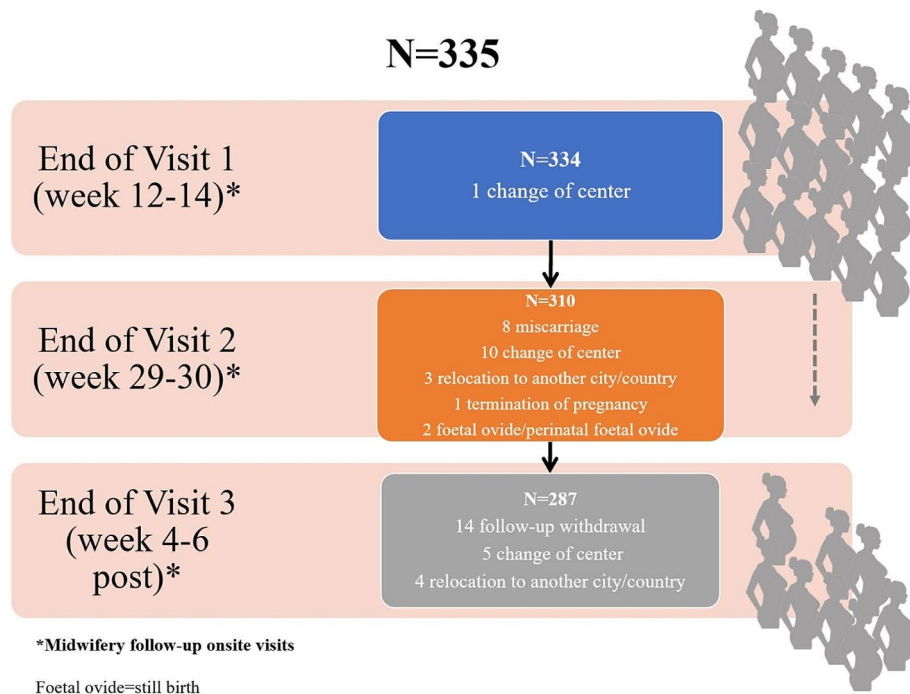 N=335
End of Visit 1
(week 12-14)*
N=334
1 change of center
End of Visit 2
(week 29-30)*
N=310
8 miscarriage
10 change of center
3 relocation to another city/country
1 termination of pregnancy
2 foetal ovide/perinatal foetal ovide
End of Visit 3
(week 4-6
post)*
N=287
14 follow-up withdrawal
5 change of center
4 relocation to another city/country
*Midwifery follow-up onsite visits
Foetal ovide=still birth